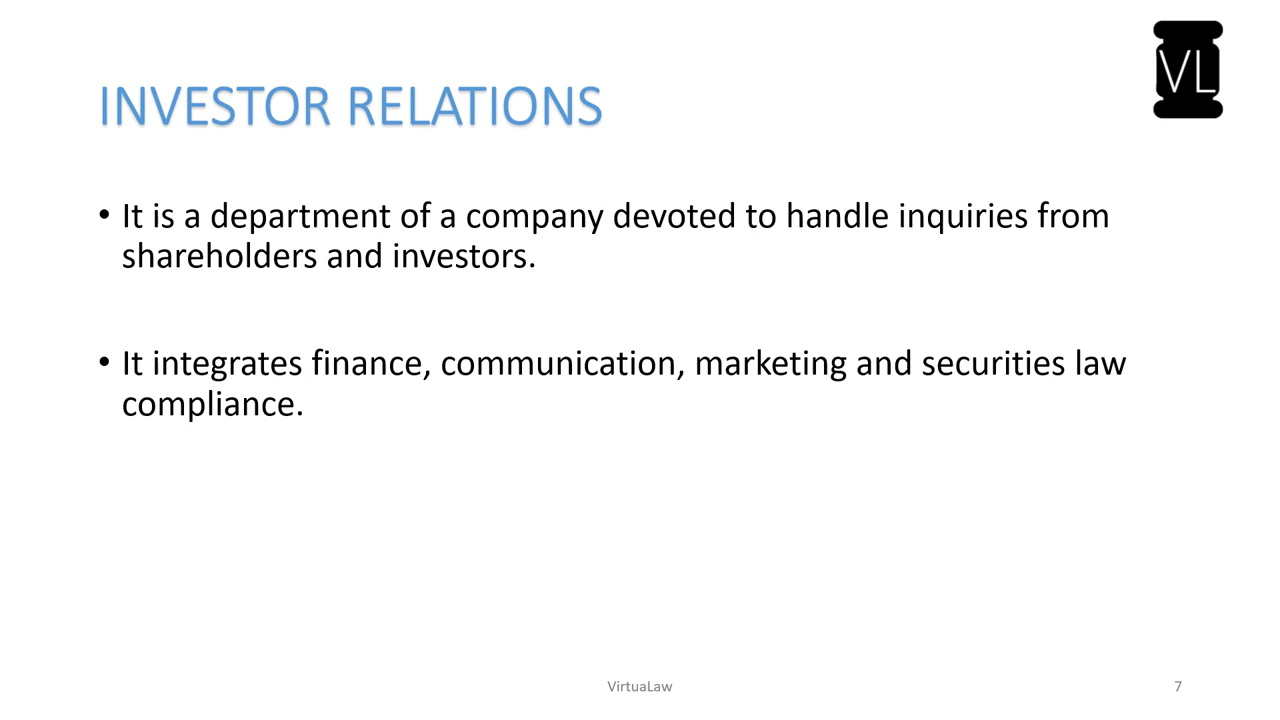 VL
INVESTOR RELATIONS
• It is a department of a company devoted to handle inquiries from
shareholders and investors.
• It integrates finance, communication, marketing and securities law
compliance.
VirtuaLaw
7